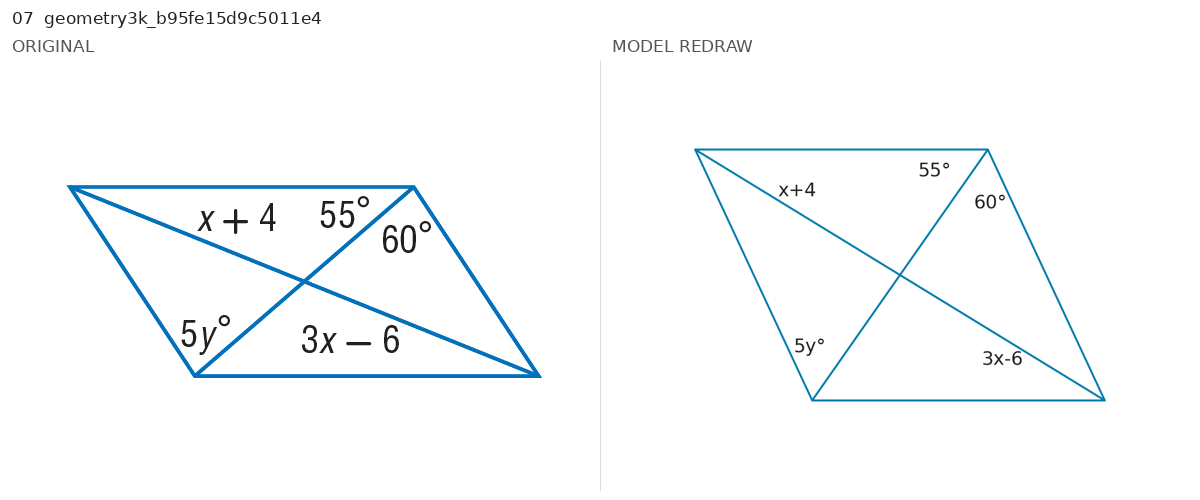 07 geometry3k_b95fe15d9c5011e4
ORIGINAL
x + 4
55°
60°
5y°
3x – 6
MODEL REDRAW
55°
x+4
60°
5y°
3x-6